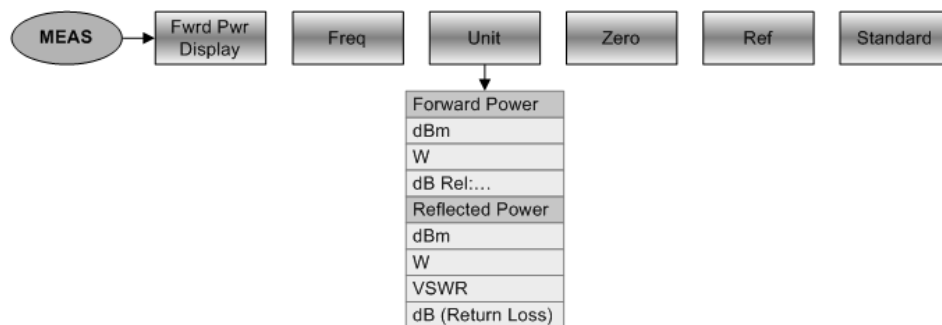 MEAS
Fwrd Pwr
Display
Freq
Unit
Zero
Ref
Standard
Forward Power
dBm
W
dB Rel:...
Reflected Power
dBm
W
VSWR
dB (Return Loss)